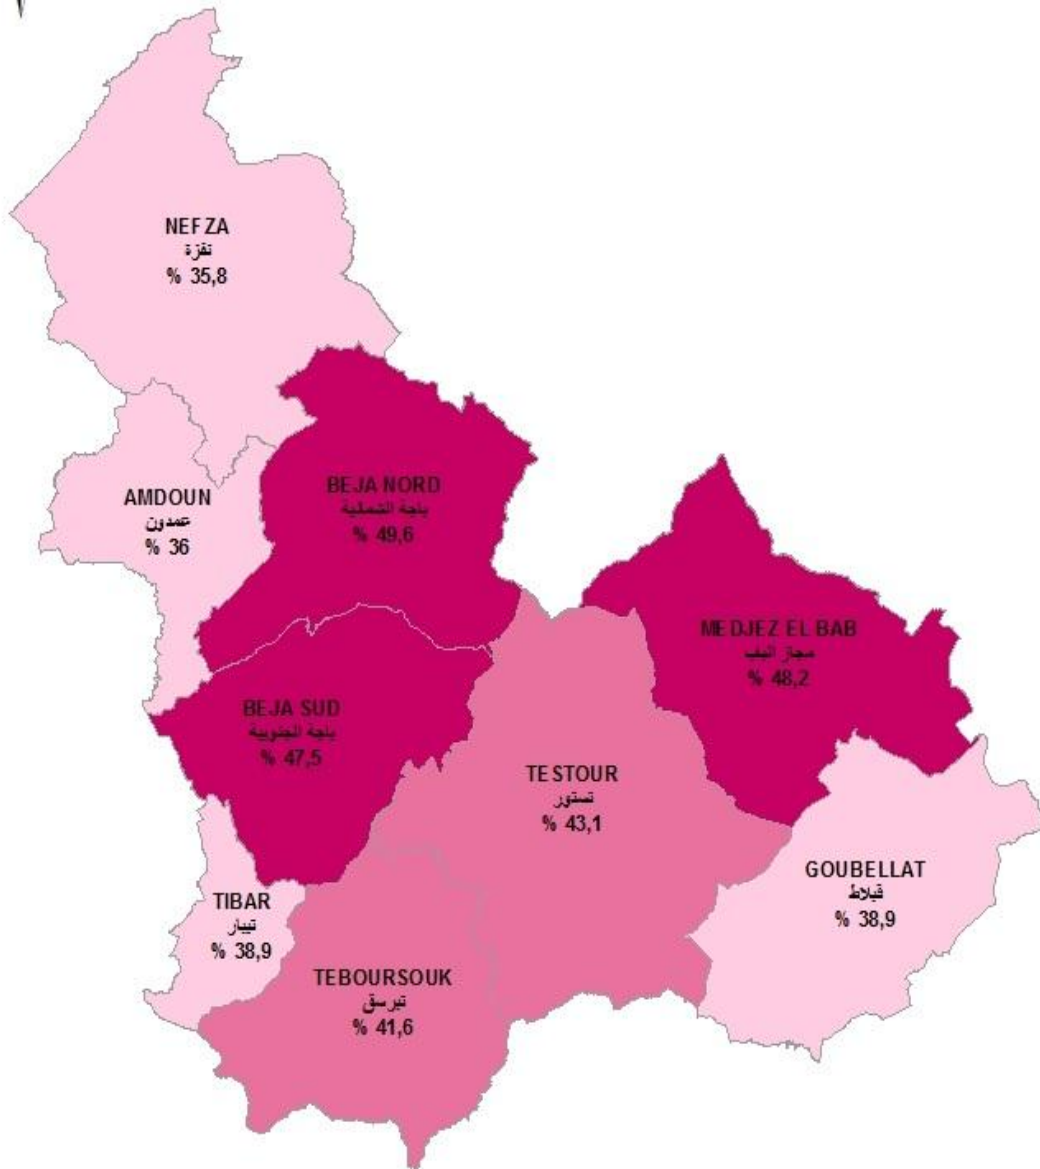 NEFZA
نفزة
% 35,8
AMDOUN
عمدون
% 36
BEJA NORD
باجة الشمالية
% 49,6
MEDJEZ EL BAB
مجاز الباب
% 48,2
BEJA SUD
باجة الجنوبية
% 47,5
TESTOUR
تستور
% 43,1
GOUBELLAT
قبلاط
% 38,9
TIBAR
تيبار
% 38,9
TEBOURSOUK
تبرسق
% 41,6